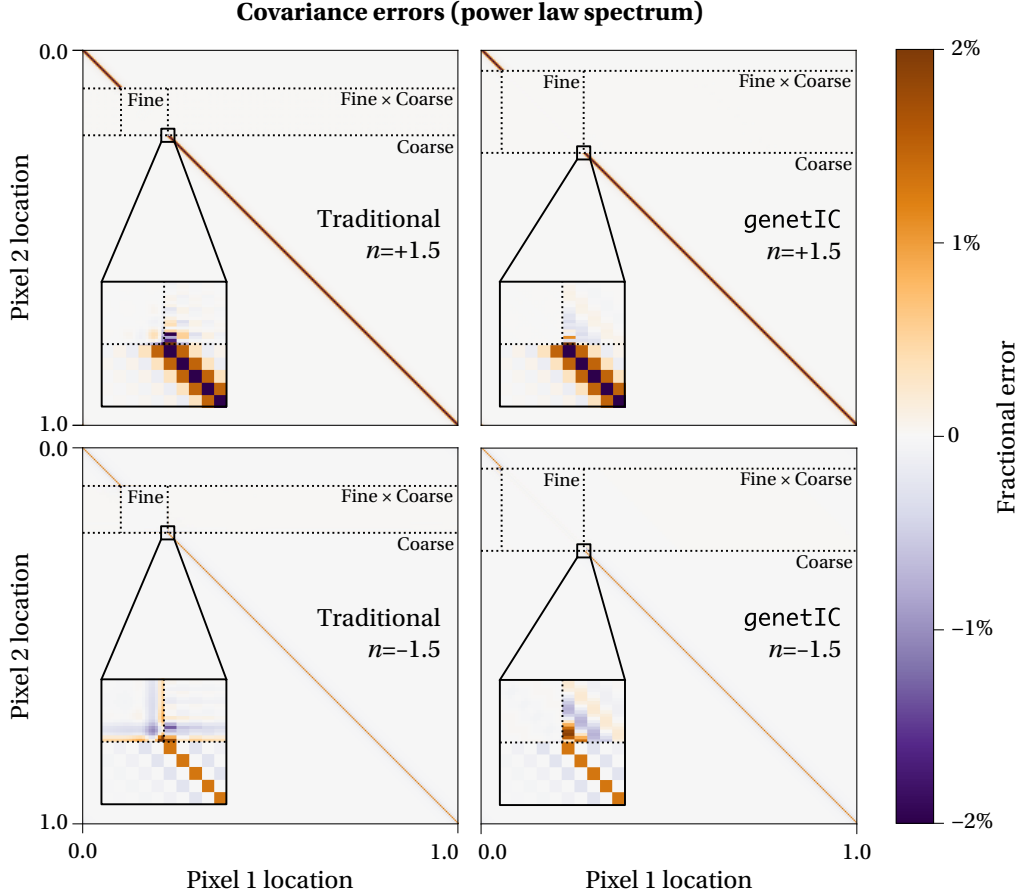 Covariance errors (power law spectrum)
0.0
Fine
Fine × Coarse
Coarse
Traditional
n=+1.5
1.0
Pixel 2 location
Fine
Fine × Coarse
Coarse
genetIC
n=+1.5
0.0
Fine
Fine × Coarse
Coarse
Traditional
n=−1.5
1.0
Pixel 2 location
0.0
1.0
Pixel 1 location
Fine
Fine × Coarse
Coarse
genetIC
n=−1.5
0.0
1.0
Pixel 1 location
2%
1%
0
−1%
−2%
Fractional error